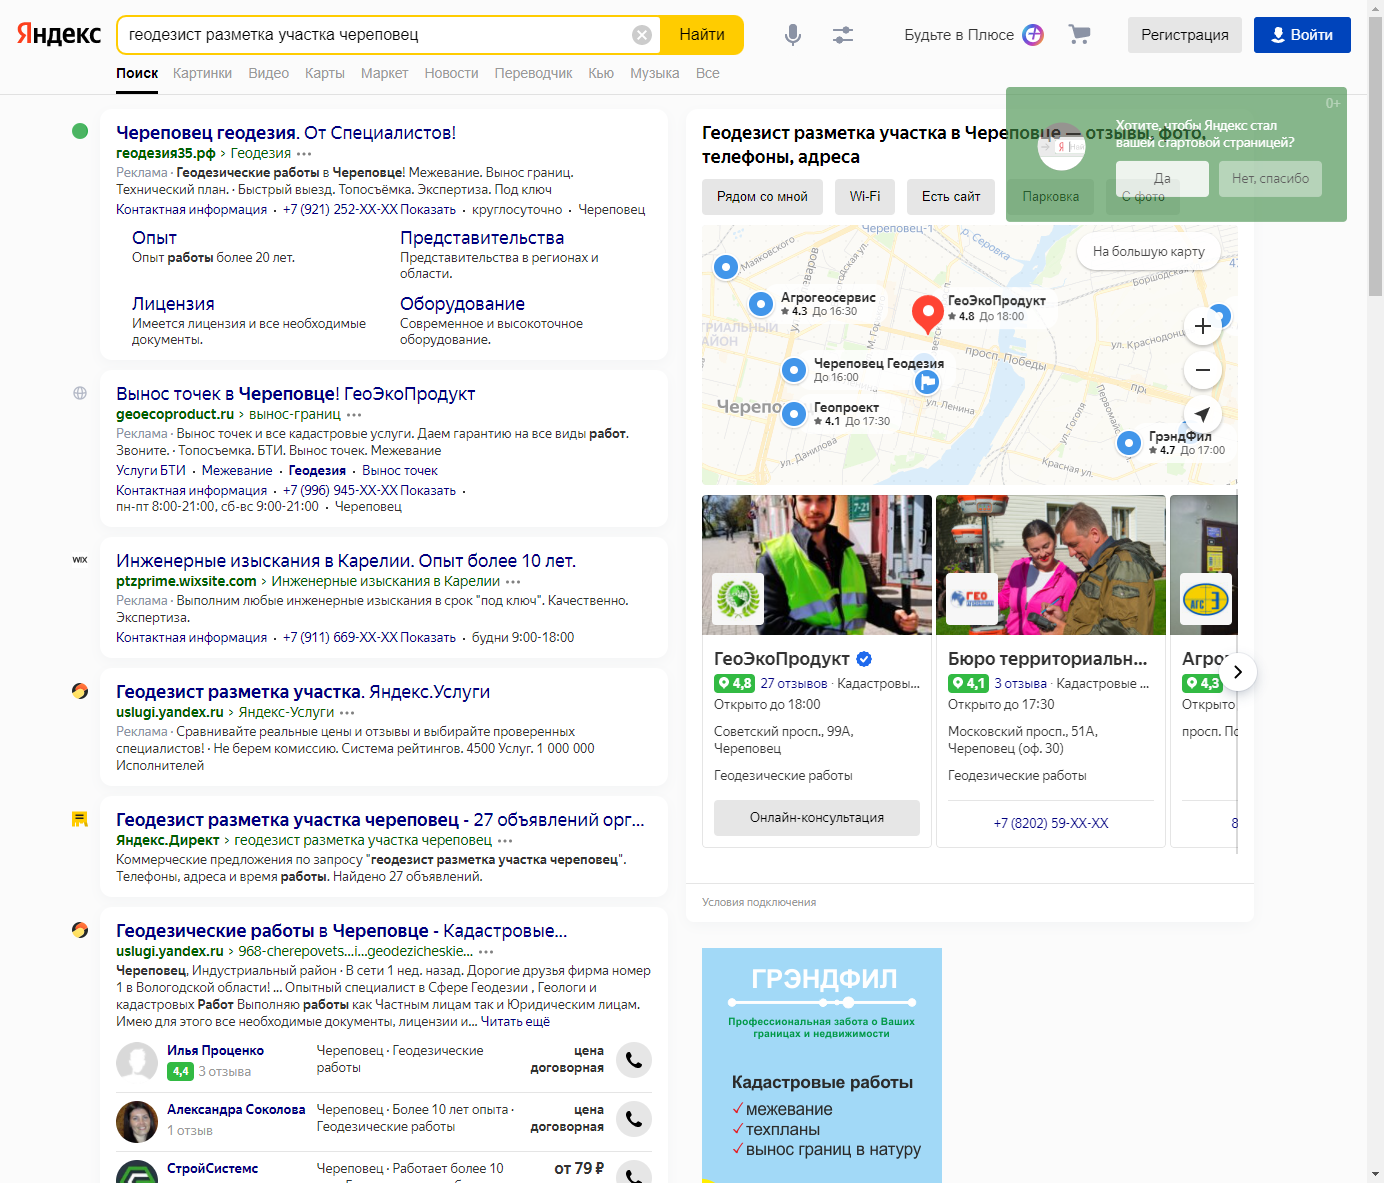 Яндекс
геодезист разметка участка череповец
Найти
Будьте в Плюсе
Регистрация
Войти
Поиск Картинки Видео Карты Маркет Новости Переводчик Кью Музыка Все
Череповец геодезия. От Специалистов!
геодезия35.рф › Геодезия
Реклама · Геодезические работы в Череповце! Межевание. Вынос границ.
Технический план. · Быстрый выезд. Топосъёмка. Экспертиза. Под ключ
Контактная информация · +7 (921) 252-XX-XX Показать · круглосуточно · Череповец
Опыт
Опыт работы более 20 лет.
Представительства
Представительства в регионах и
области.
Лицензия
Имеется лицензия и все необходимые
документы.
Оборудование
Современное и высокоточное
оборудование.
Вынос точек в Череповце! ГеоЭкоПродукт
geoecoproduct.ru › вынос-границ
Реклама · Вынос точек и все кадастровые услуги. Даем гарантию на все виды работ.
Звоните. · Топосъемка. БТИ. Вынос точек. Межевание
Услуги БТИ · Межевание · Геодезия · Вынос точек
Контактная информация · +7 (996) 945-XX-XX Показать ·
пн-пт 8:00-21:00, сб-вс 9:00-21:00 · Череповец
WIX
Инженерные изыскания в Карелии. Опыт более 10 лет.
ptzprime.wixsite.com › Инженерные изыскания в Карелии
Реклама · Выполним любые инженерные изыскания в срок "под ключ". Качественно.
Экспертиза.
Контактная информация · +7 (911) 669-XX-XX Показать · будни 9:00-18:00
Геодезист разметка участка. Яндекс.Услуги
uslugi.yandex.ru › Яндекс-Услуги
Реклама · Сравнивайте реальные цены и отзывы и выбирайте проверенных
специалистов! · Не берем комиссию. Система рейтингов. 4500 Услуг. 1 000 000
Исполнителей
Геодезист разметка участка череповец - 27 объявлений орг...
Яндекс.Директ › геодезист разметка участка череповец
Коммерческие предложения по запросу "геодезист разметка участка череповец".
Телефоны, адреса и время работы. Найдено 27 объявлений.
Геодезические работы в Череповце - Кадастровые...
uslugi.yandex.ru › 968-cherepovets...i...geodezicheskie...
Череповец, Индустриальный район · В сети 1 нед. назад. Дорогие друзья фирма номер
1 в Вологодской области! ... Опытный специалист в Сфере Геодезии , Геологи и
кадастровых Работ Выполняю работы как Частным лицам так и Юридическим лицам.
Имею для этого все необходимые документы, лицензии и... Читать ещё
Илья Проценко
4,4 3 отзыва
Череповец · Геодезические
работы
цена
договорная
Александра Соколова
1 отзыв
Череповец · Более 10 лет опыта ·
Геодезические работы
цена
договорная
СтройСистемс
Череповец · Работает более 10
от 79 ₽
Геодезист разметка участка в Череповце — отзывы, фото,
телефоны, адреса
Рядом со мной
Wi-Fi
Есть сайт
Парковка
С фото
0+
Хотите, чтобы Яндекс стал
вашей стартовой страницей?
Да
Нет, спасибо
Череповец-1
р. Серовка
На большую карту
Маяковского
Боршодская ул.
Агрогеосервис
4.3 До 16:30
ГеоЭкоПродукт
4.8 До 18:00
ул. Краснодонц
просп. Победы
Череповец Геодезия
До 16:00
Черепо
Геопроект
4.1 До 17:30
ул. Ленина
ул. Гоголя
Первомайс
ул. Данилова
Красная ул.
ГрэндФил
4.7 До 17:00
7-21
ГЕО
АГС
ГеоЭкоПродукт
4,8 27 отзывов · Кадастровы...
Открыто до 18:00
Советский просп., 99А,
Череповец
Геодезические работы
Онлайн-консультация
Бюро территориальн...
4,1 3 отзыва · Кадастровые ...
Открыто до 17:30
Московский просп., 51А,
Череповец (оф. 30)
Геодезические работы
+7 (8202) 59-XX-XX
Агрог
4,3
Открыто
просп. По
8
Условия подключения
ГРЭНДФИЛ
Профессиональная забота о Ваших
границах и недвижимости
Кадастровые работы
межевание
техпланы
вынос границ в натуру